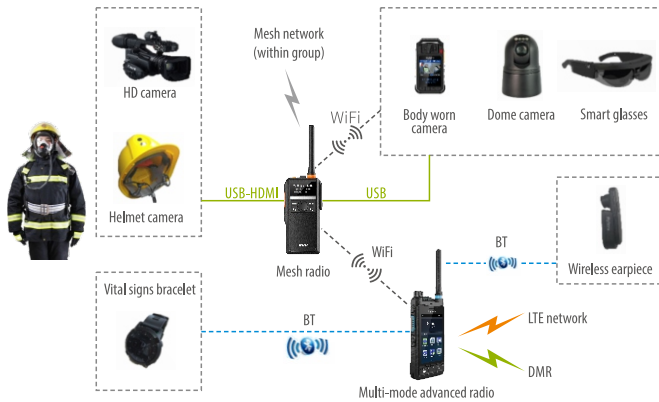 Mesh network
(within group)
HD camera
WiFi
Body worn
camera
Dome camera
Smart glasses
Helmet camera
USB-HDMI
USB
Mesh radio
WiFi
BT
Wireless earpiece
Vital signs bracelet
BT
LTE network
DMR
Multi-mode advanced radio